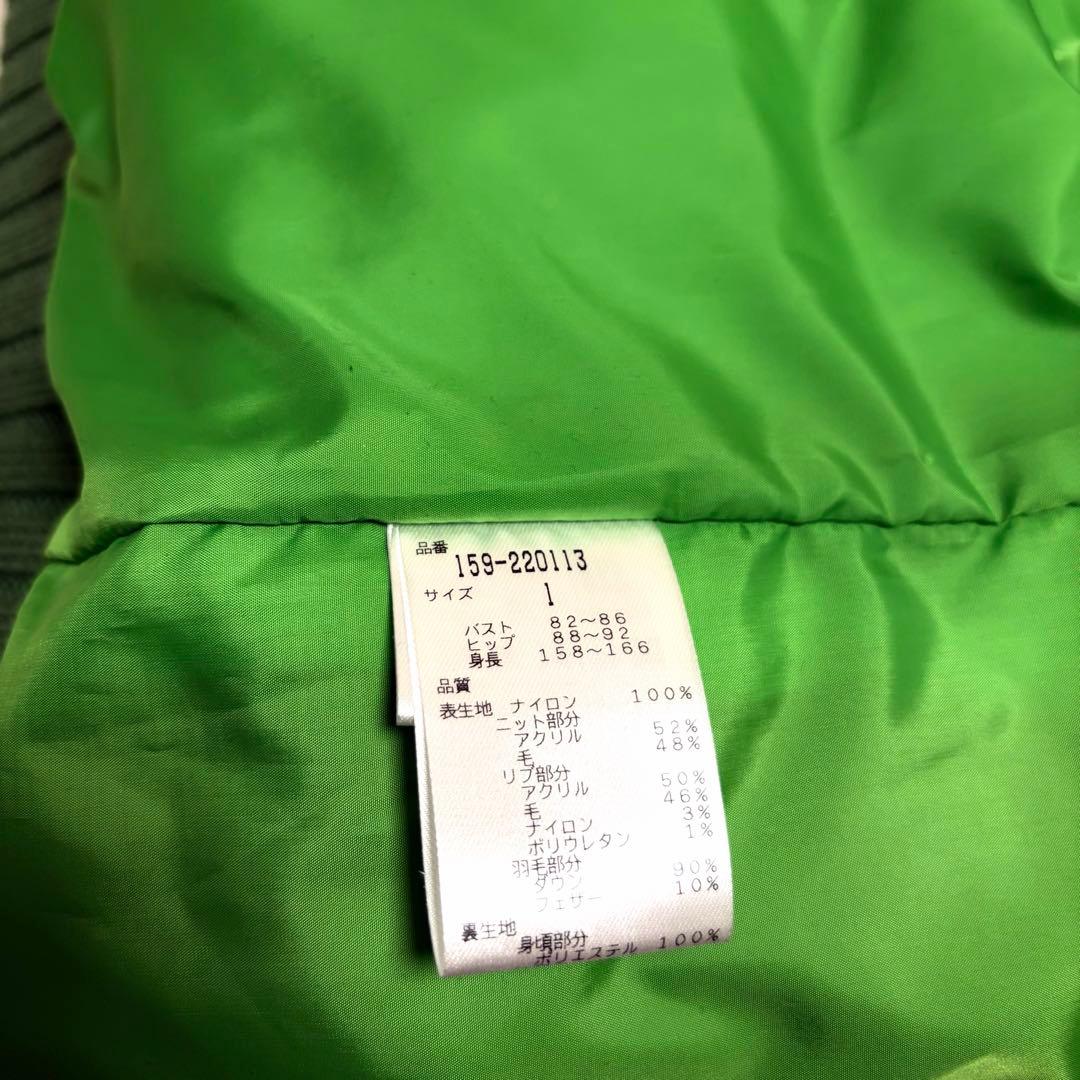 品番
159-220113
サイズ 1
バスト 82～86
ヒップ 88～92
身長 158～166
品質
表生地 ナイロン 100%
ニット部分
アクリル 52%
毛 48%
リブ部分
アクリル 50%
毛 46%
ナイロン 3%
ポリウレタン 1%
羽毛部分
ダウン 90%
フェザー 10%
裏生地
身頃部分
ポリエステル 100%